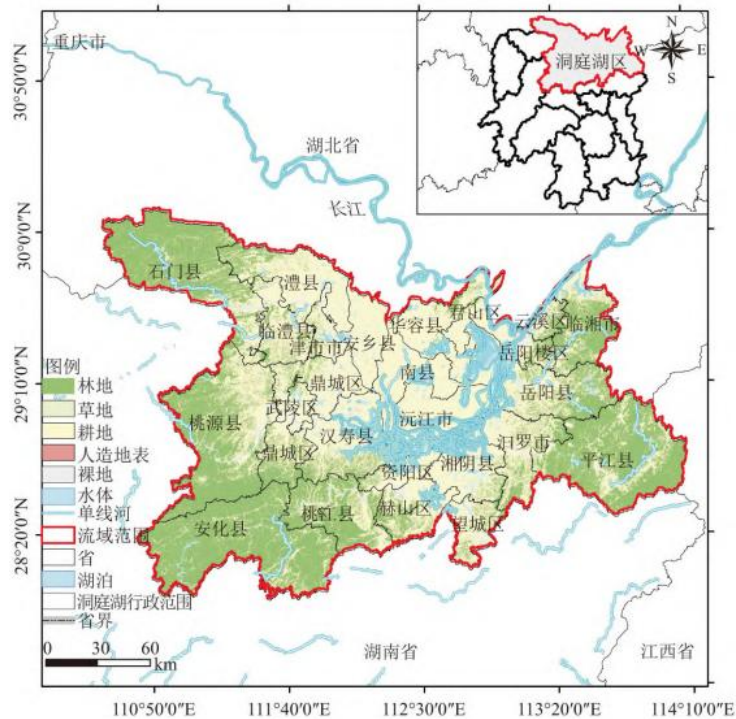 重庆市
湖北省
长江
洞庭湖区
N
W
E
S
石门县
澧县
临澧县
津市市
安乡县
华容县
君山区
云溪区
临湘市
岳阳楼区
南县
鼎城区
岳阳县
桃源县
武陵区
沅江市
汉寿县
汨罗市
鼎城区
湘阴县
平江县
资阳区
安化县
桃江县
赫山区
望城区
湖南省
江西省
图例
林地
草地
耕地
人造地表
裸地
水体
单线河
流域范围
省
湖泊
洞庭湖行政范围
省界
0 30 60
km
30°50'0"N
30°0'0"N
29°10'0"N
28°20'0"N
110°50'0"E 111°40'0"E 112°30'0"E 113°20'0"E 114°10'0"E